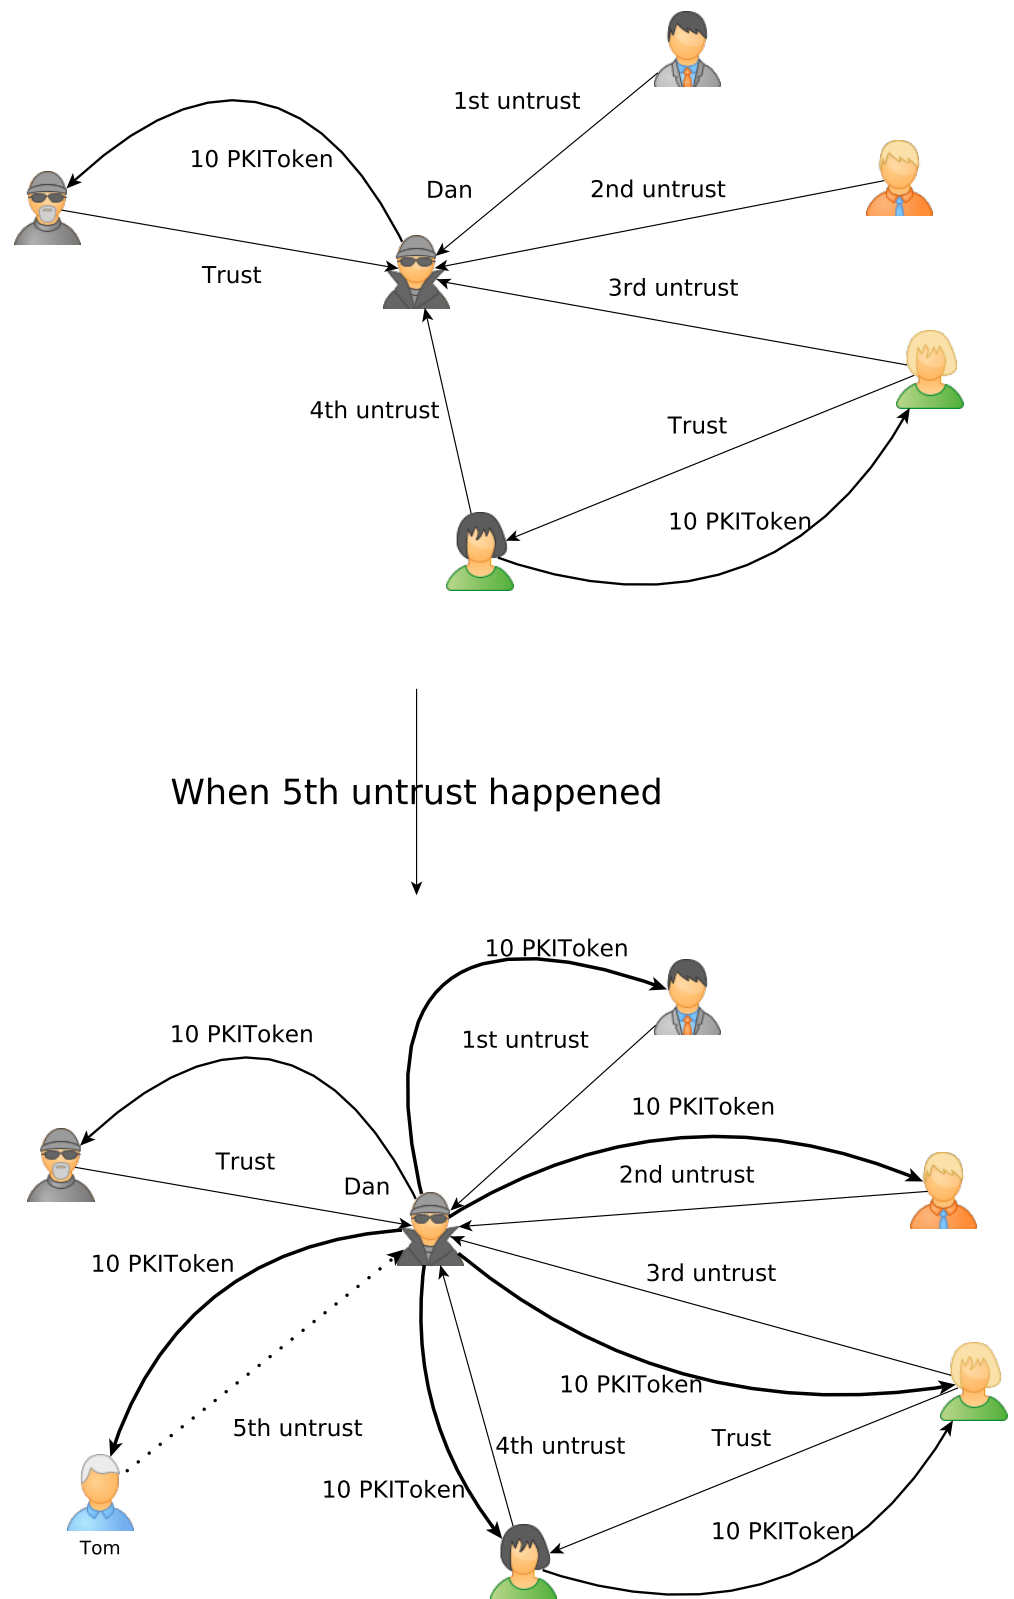 1st untrust
10 PKIToken
Dan
2nd untrust
Trust
3rd untrust
4th untrust
Trust
10 PKIToken
When 5th untrust happened
10 PKIToken
10 PKIToken
1st untrust
10 PKIToken
Trust
2nd untrust
Dan
10 PKIToken
3rd untrust
10 PKIToken
5th untrust
Trust
4th untrust
10 PKIToken
10 PKIToken
Tom